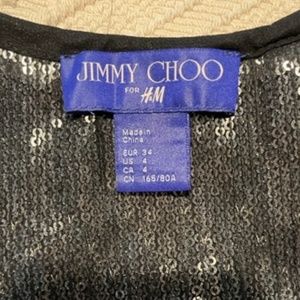 JIMMY CHOO
FOR
H&M
Made in
China
EUR 34
US 4
CA 4
CN 165/80A